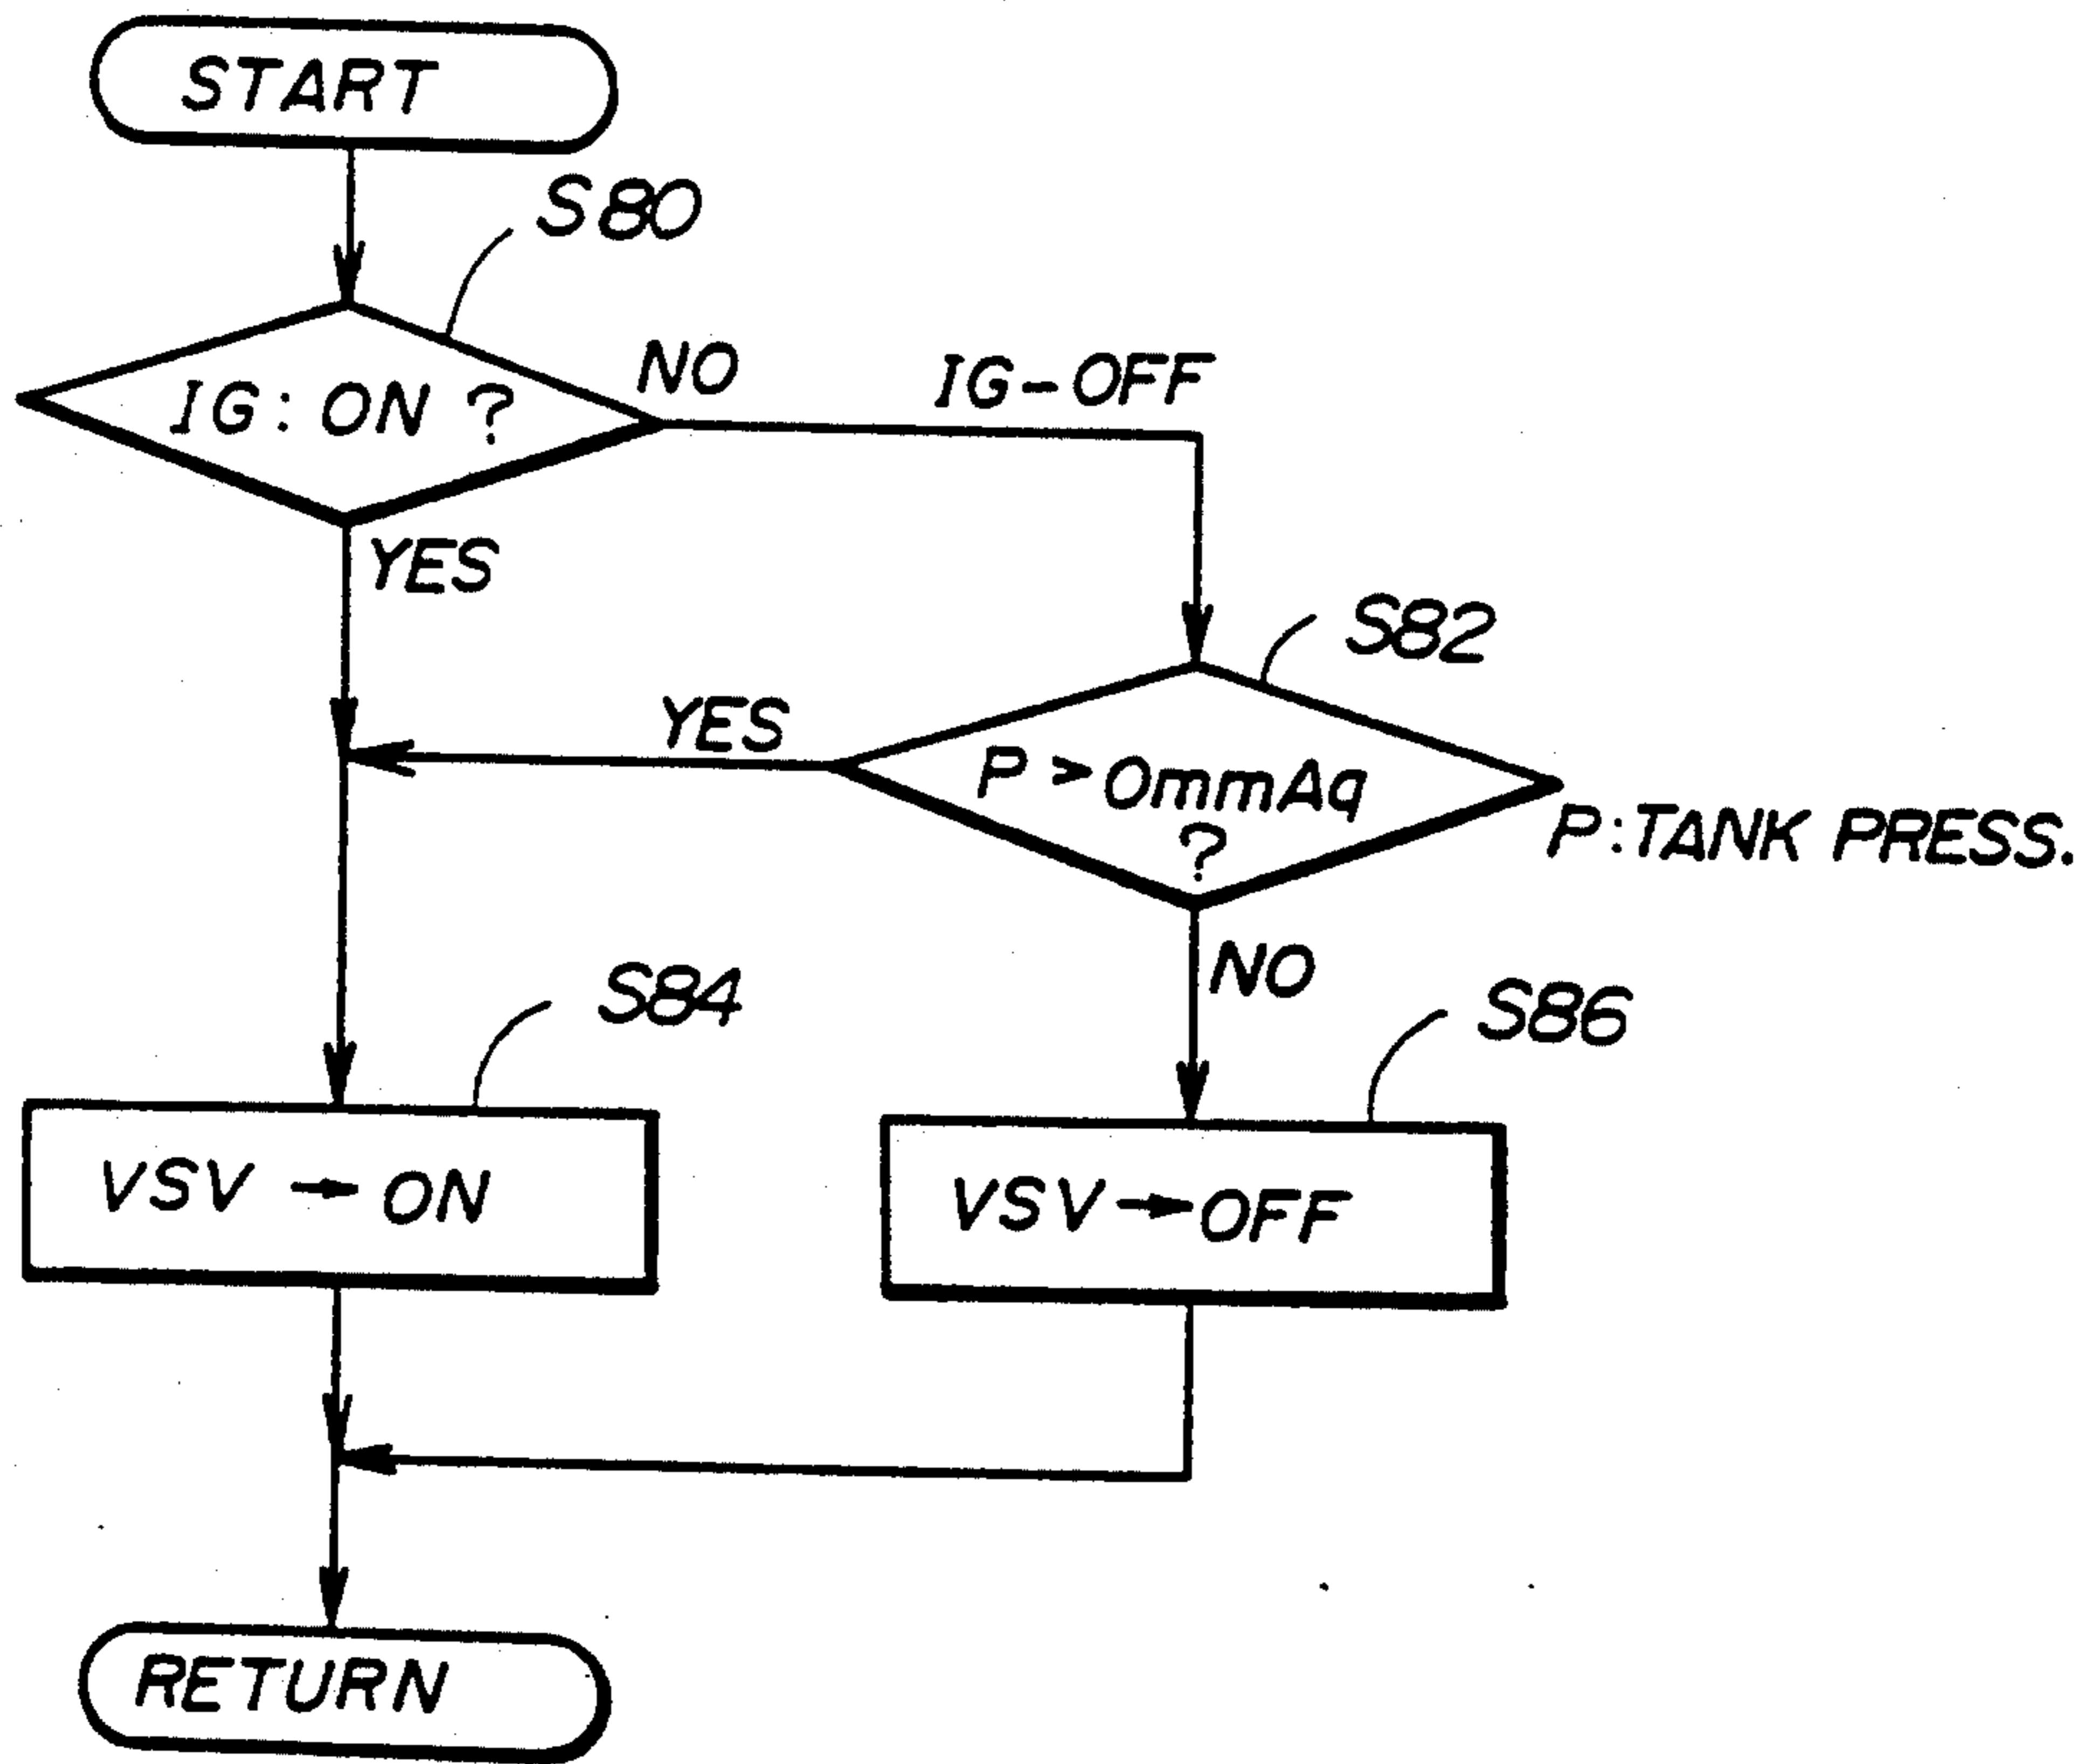 START
S80
IG : ON ?
NO
IG-OFF
YES
S82
YES
P > 0mmAq
?
P:TANK PRESS.
NO
S84
S86
VSV → ON
VSV → OFF
RETURN